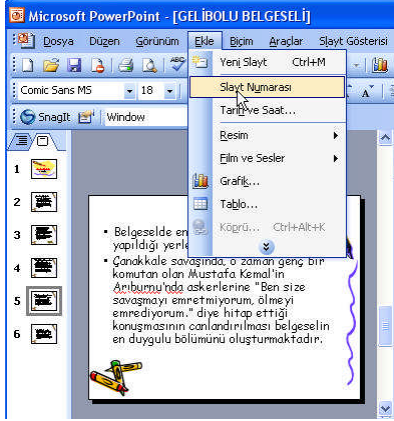 Microsoft PowerPoint - [GELİBOLU BELGESELİ]
Dosya Düzen Görünüm Ekle Biçim Araçlar Slayt Gösterisi
Yeni Slayt Ctrl+M
Comic Sans MS 18
Slayt Numarası
SnagIt Window
Tarih ve Saat...
Resim
Film ve Sesler
Grafik...
Tablo...
Köprü... Ctrl+Alt+K
1
2
3
4
5
6
• Belgeselde en
yapıldığı yerle
• Çanakkale savaşında, o zaman genç bir
komutan olan Mustafa Kemal'in
Arıburnu'nda askerlerine "Ben size
savaşmayı emretmiyorum, ölmeyi
emrediyorum." diye hitap ettiği
konuşmasının canlandırılması belgeselin
en duygulu bölümünü oluşturmaktadır.